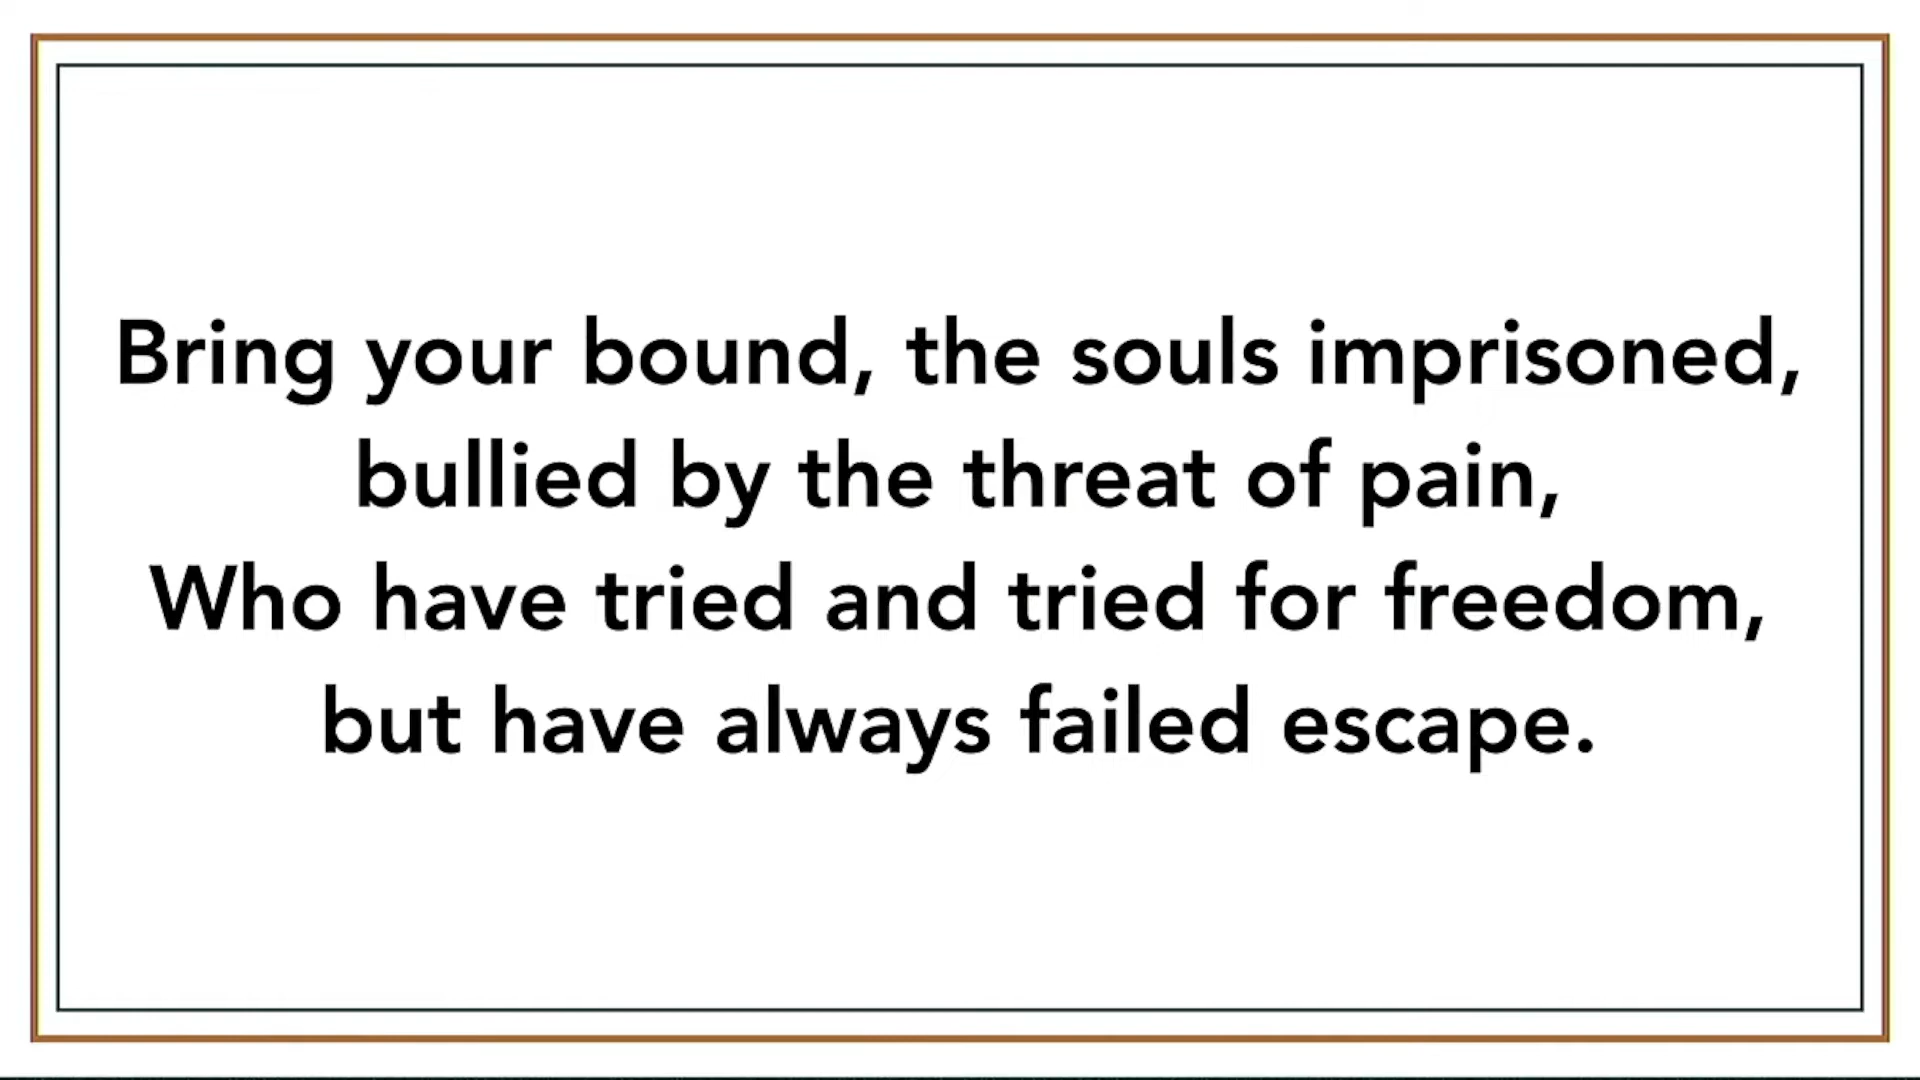 Bring your bound, the souls imprisoned,
bullied by the threat of pain,
Who have tried and tried for freedom,
but have always failed escape.